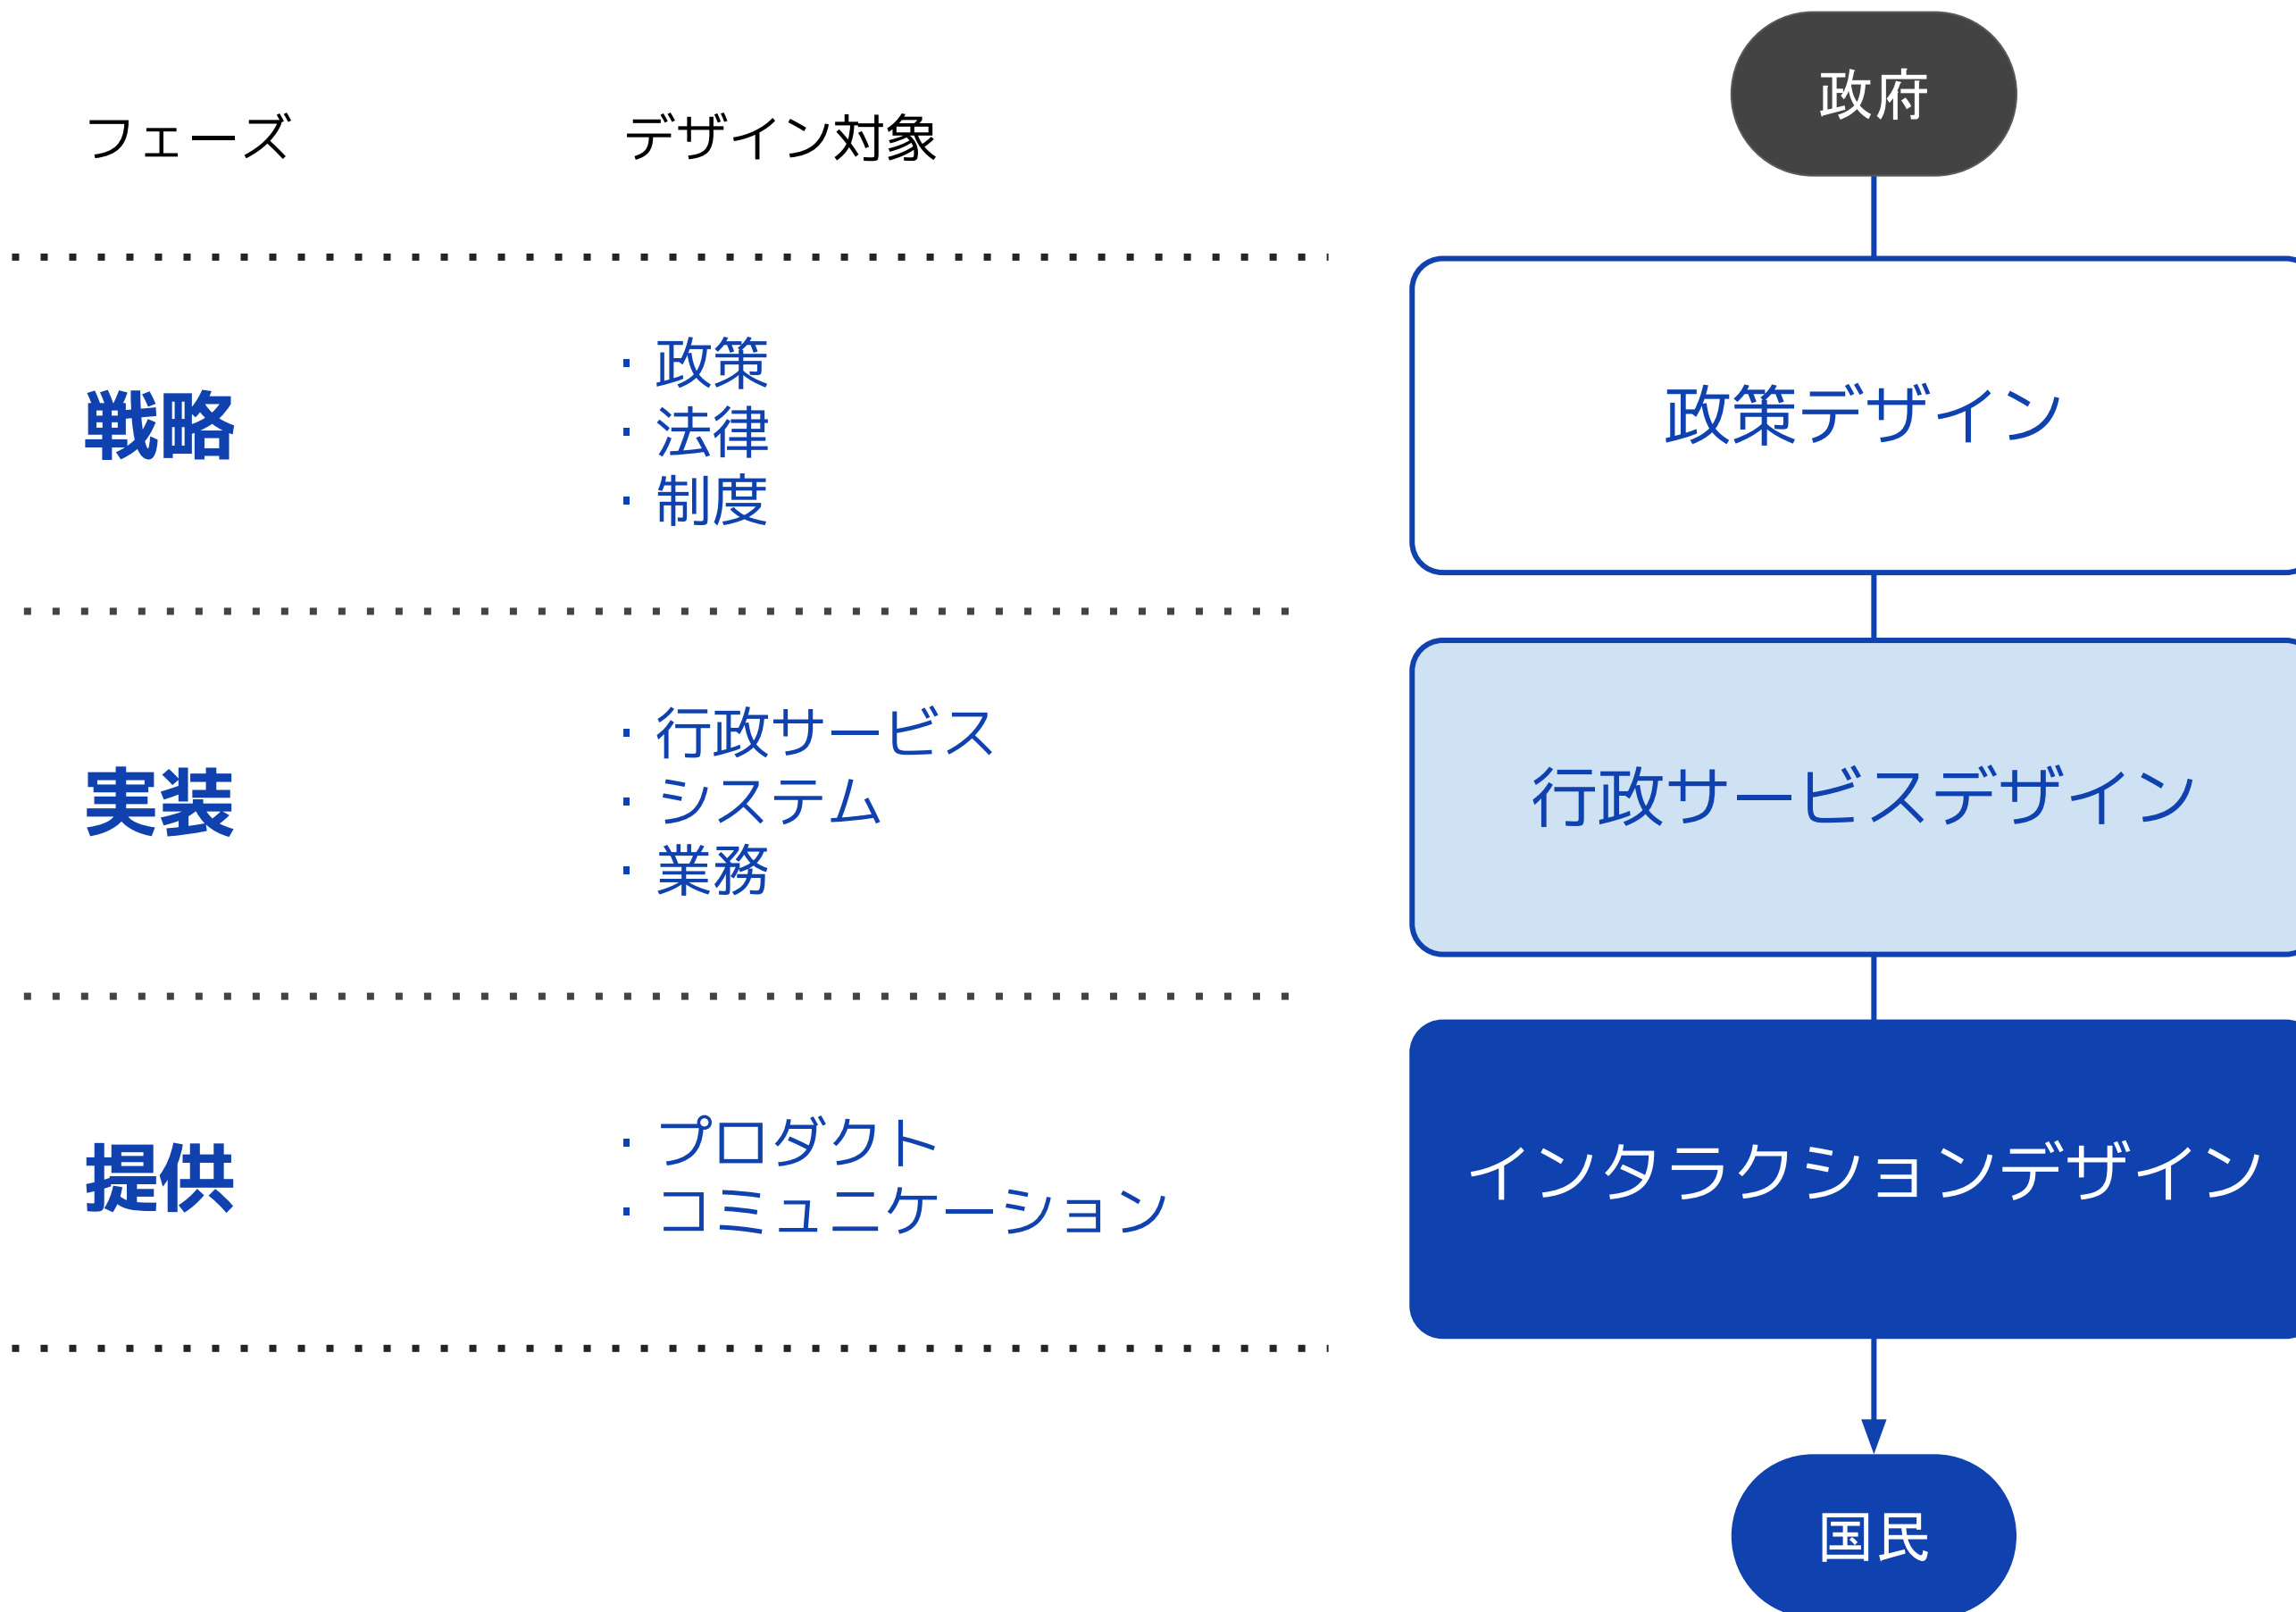 フェーズ
デザイン対象
政府
戦略
・政策
・法律
・制度
政策デザイン
実装
・行政サービス
・システム
・業務
行政サービスデザイン
提供
・プロダクト
・コミュニケーション
インタラクションデザイン
国民